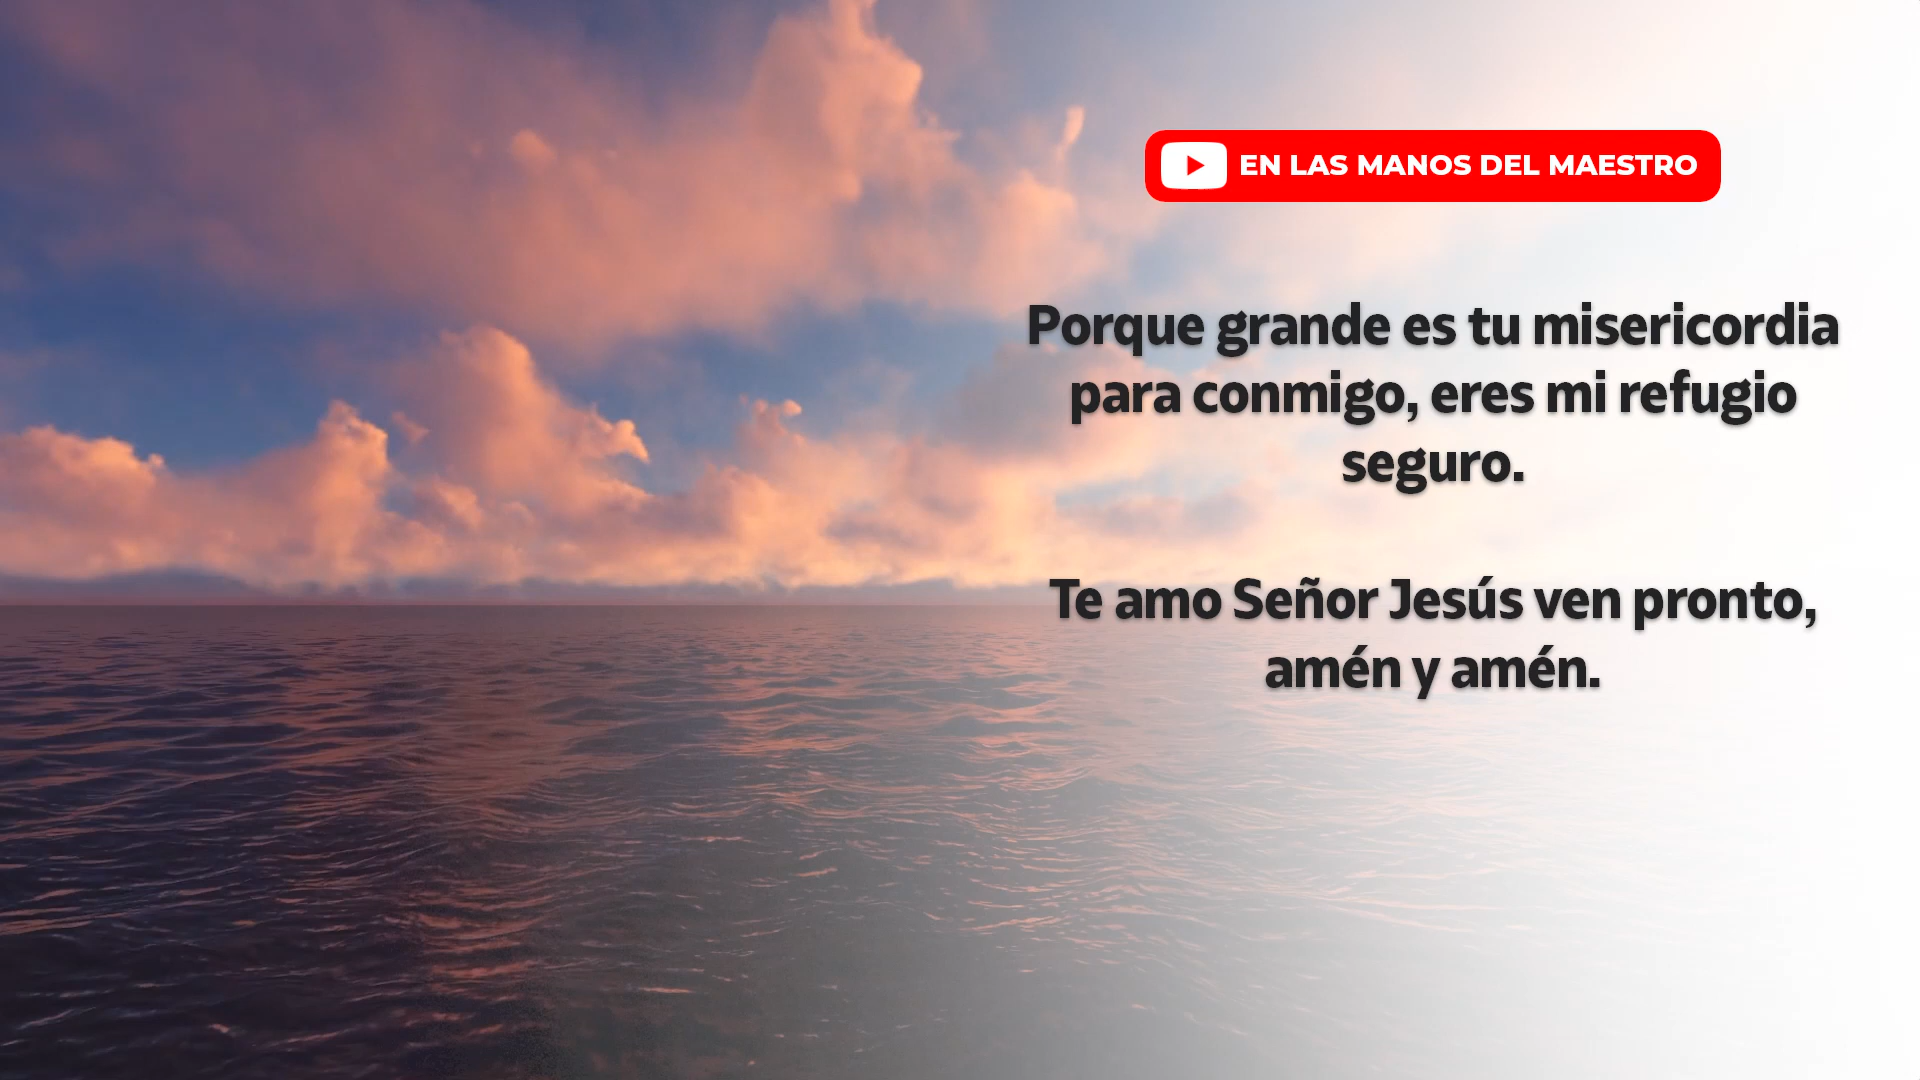 EN LAS MANOS DEL MAESTRO
Porque grande es tu misericordia
para conmigo, eres mi refugio
seguro.
Te amo Señor Jesús ven pronto,
amén y amén.